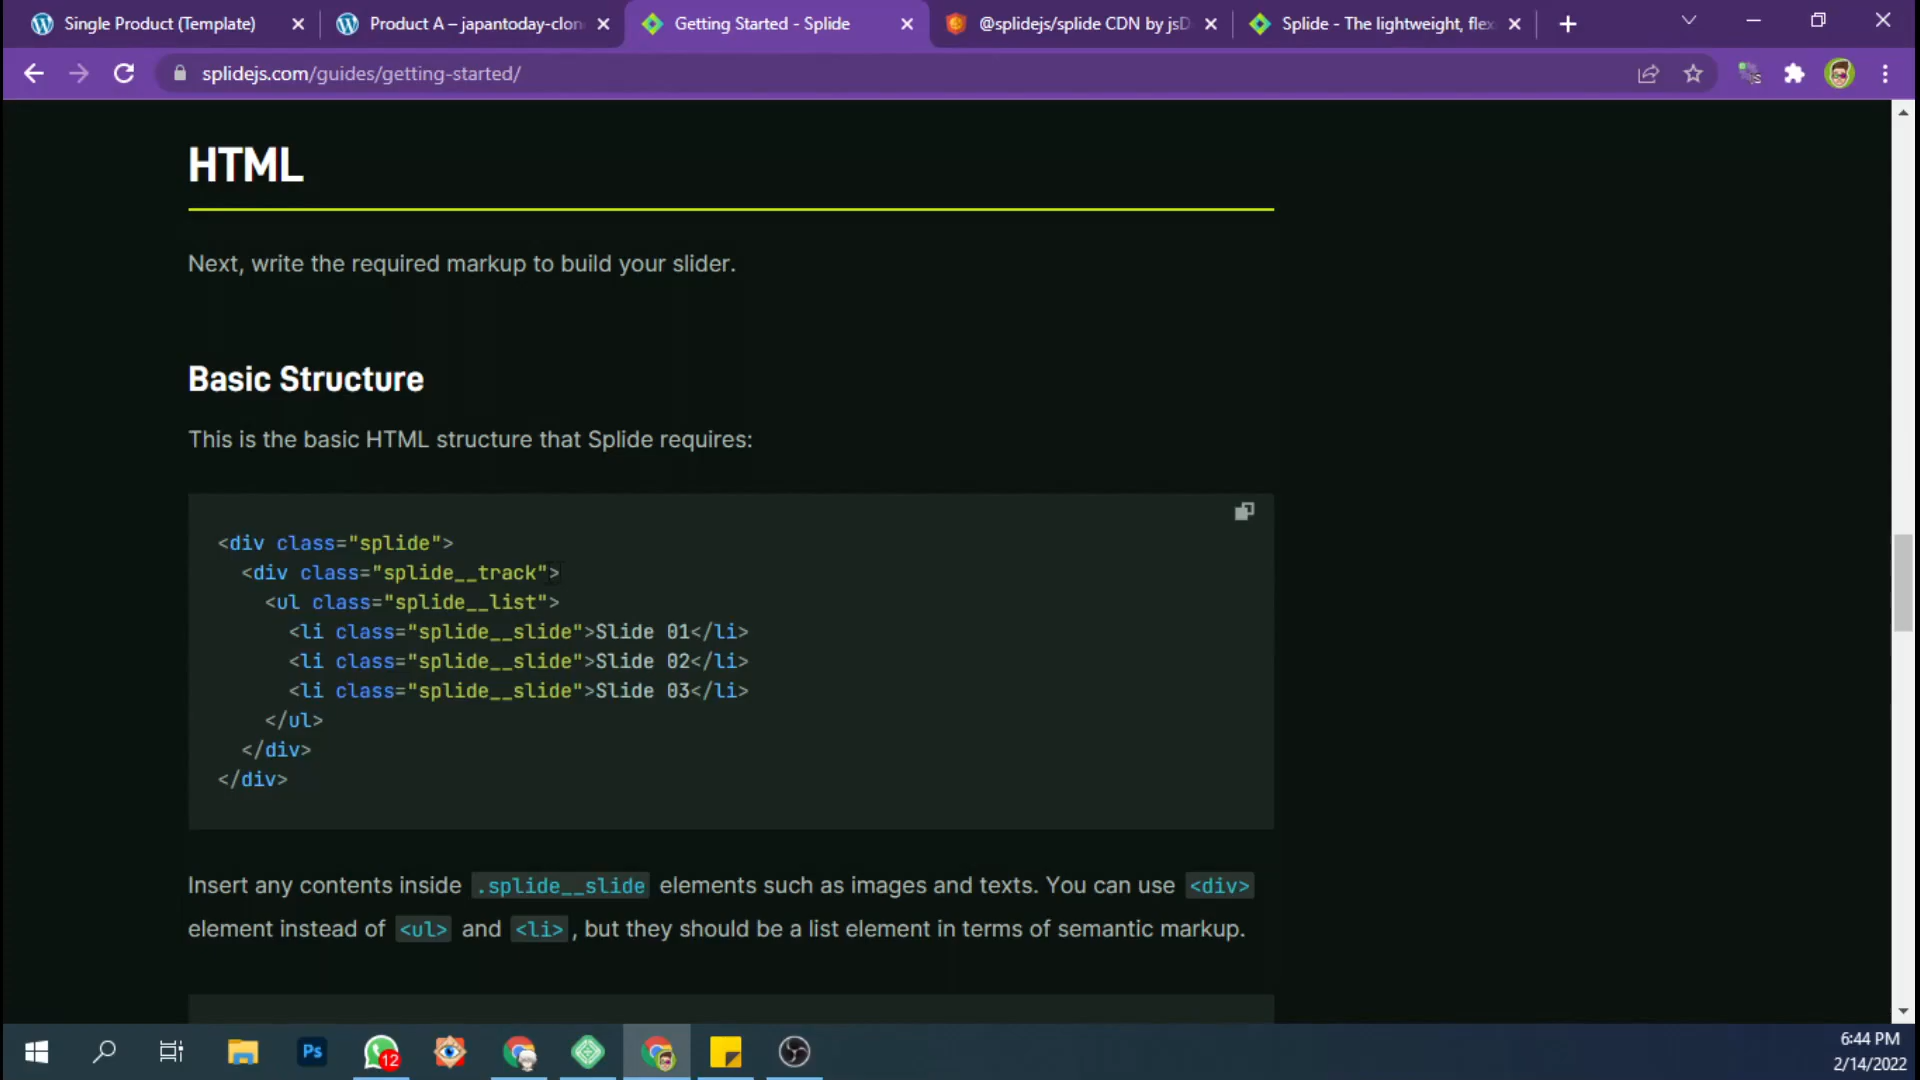 Single Product (Template)
Product A – japantoday-clon
Getting Started - Splide
@splidejs/splide CDN by jsD
Splide - The lightweight, flex
splidejs.com/guides/getting-started/
HTML
Next, write the required markup to build your slider.
Basic Structure
This is the basic HTML structure that Splide requires:
<div class="splide">
<div class="splide__track">
<ul class="splide__list">
<li class="splide__slide">Slide 01</li>
<li class="splide__slide">Slide 02</li>
<li class="splide__slide">Slide 03</li>
</ul>
</div>
</div>
Insert any contents inside .splide__slide elements such as images and texts. You can use <div>
element instead of <ul> and <li>, but they should be a list element in terms of semantic markup.
Ps
12
6:44 PM
2/14/2022